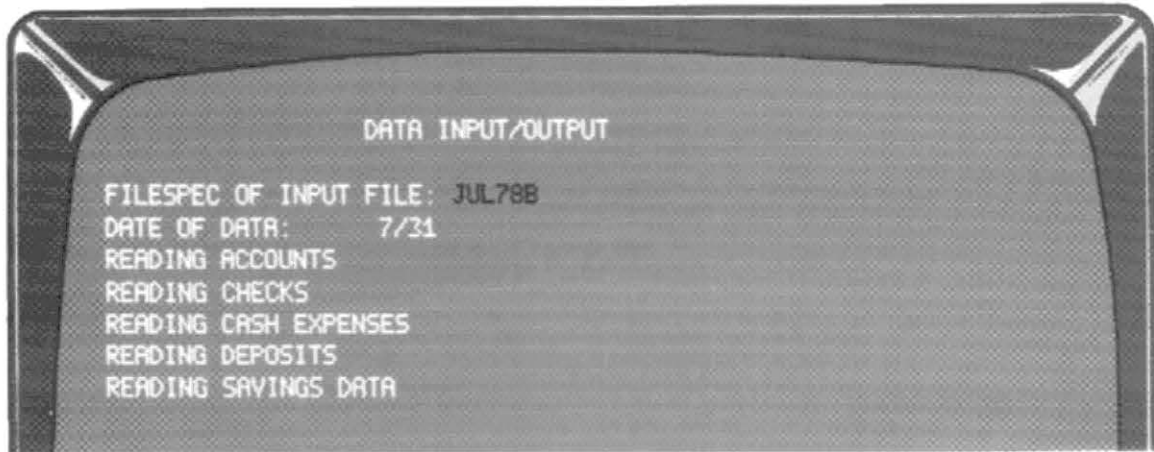 DATA INPUT/OUTPUT
FILESPEC OF INPUT FILE: JUL78B
DATE OF DATA: 7/31
READING ACCOUNTS
READING CHECKS
READING CASH EXPENSES
READING DEPOSITS
READING SAVINGS DATA